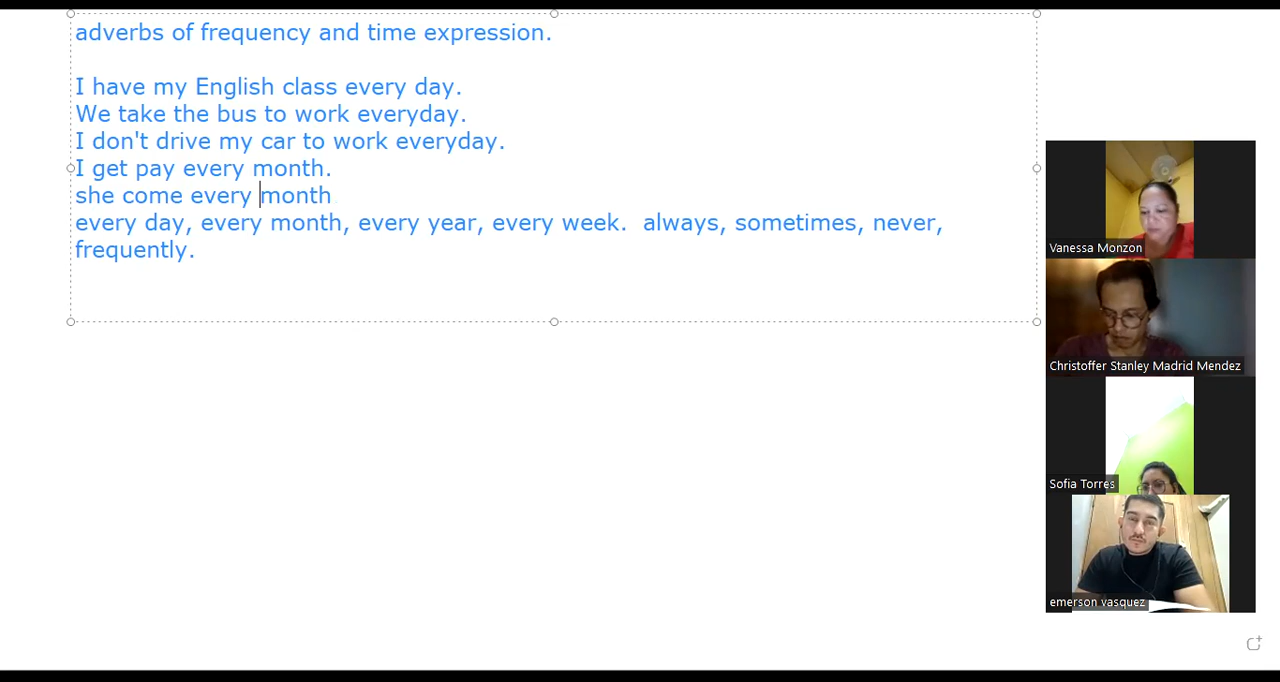 adverbs of frequency and time expression.
I have my English class every day.
We take the bus to work everyday.
I don't drive my car to work everyday.
I get pay every month.
she come every month
every day, every month, every year, every week.  always, sometimes, never,
frequently.
Vanessa Monzon
Christoffer Stanley Madrid Mendez
Sofia Torres
emerson vasquez